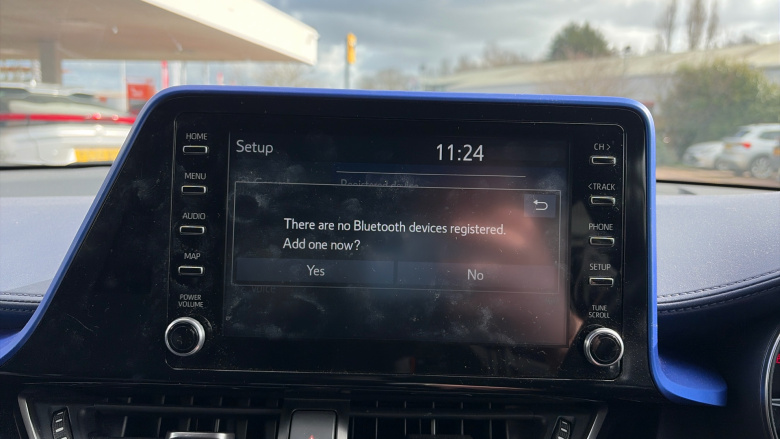 HOME
MENU
AUDIO
MAP
POWER
VOLUME
Setup
11:24
There are no Bluetooth devices registered.
Add one now?
Yes
No
CH >
< TRACK
PHONE
SETUP
TUNE
SCROLL